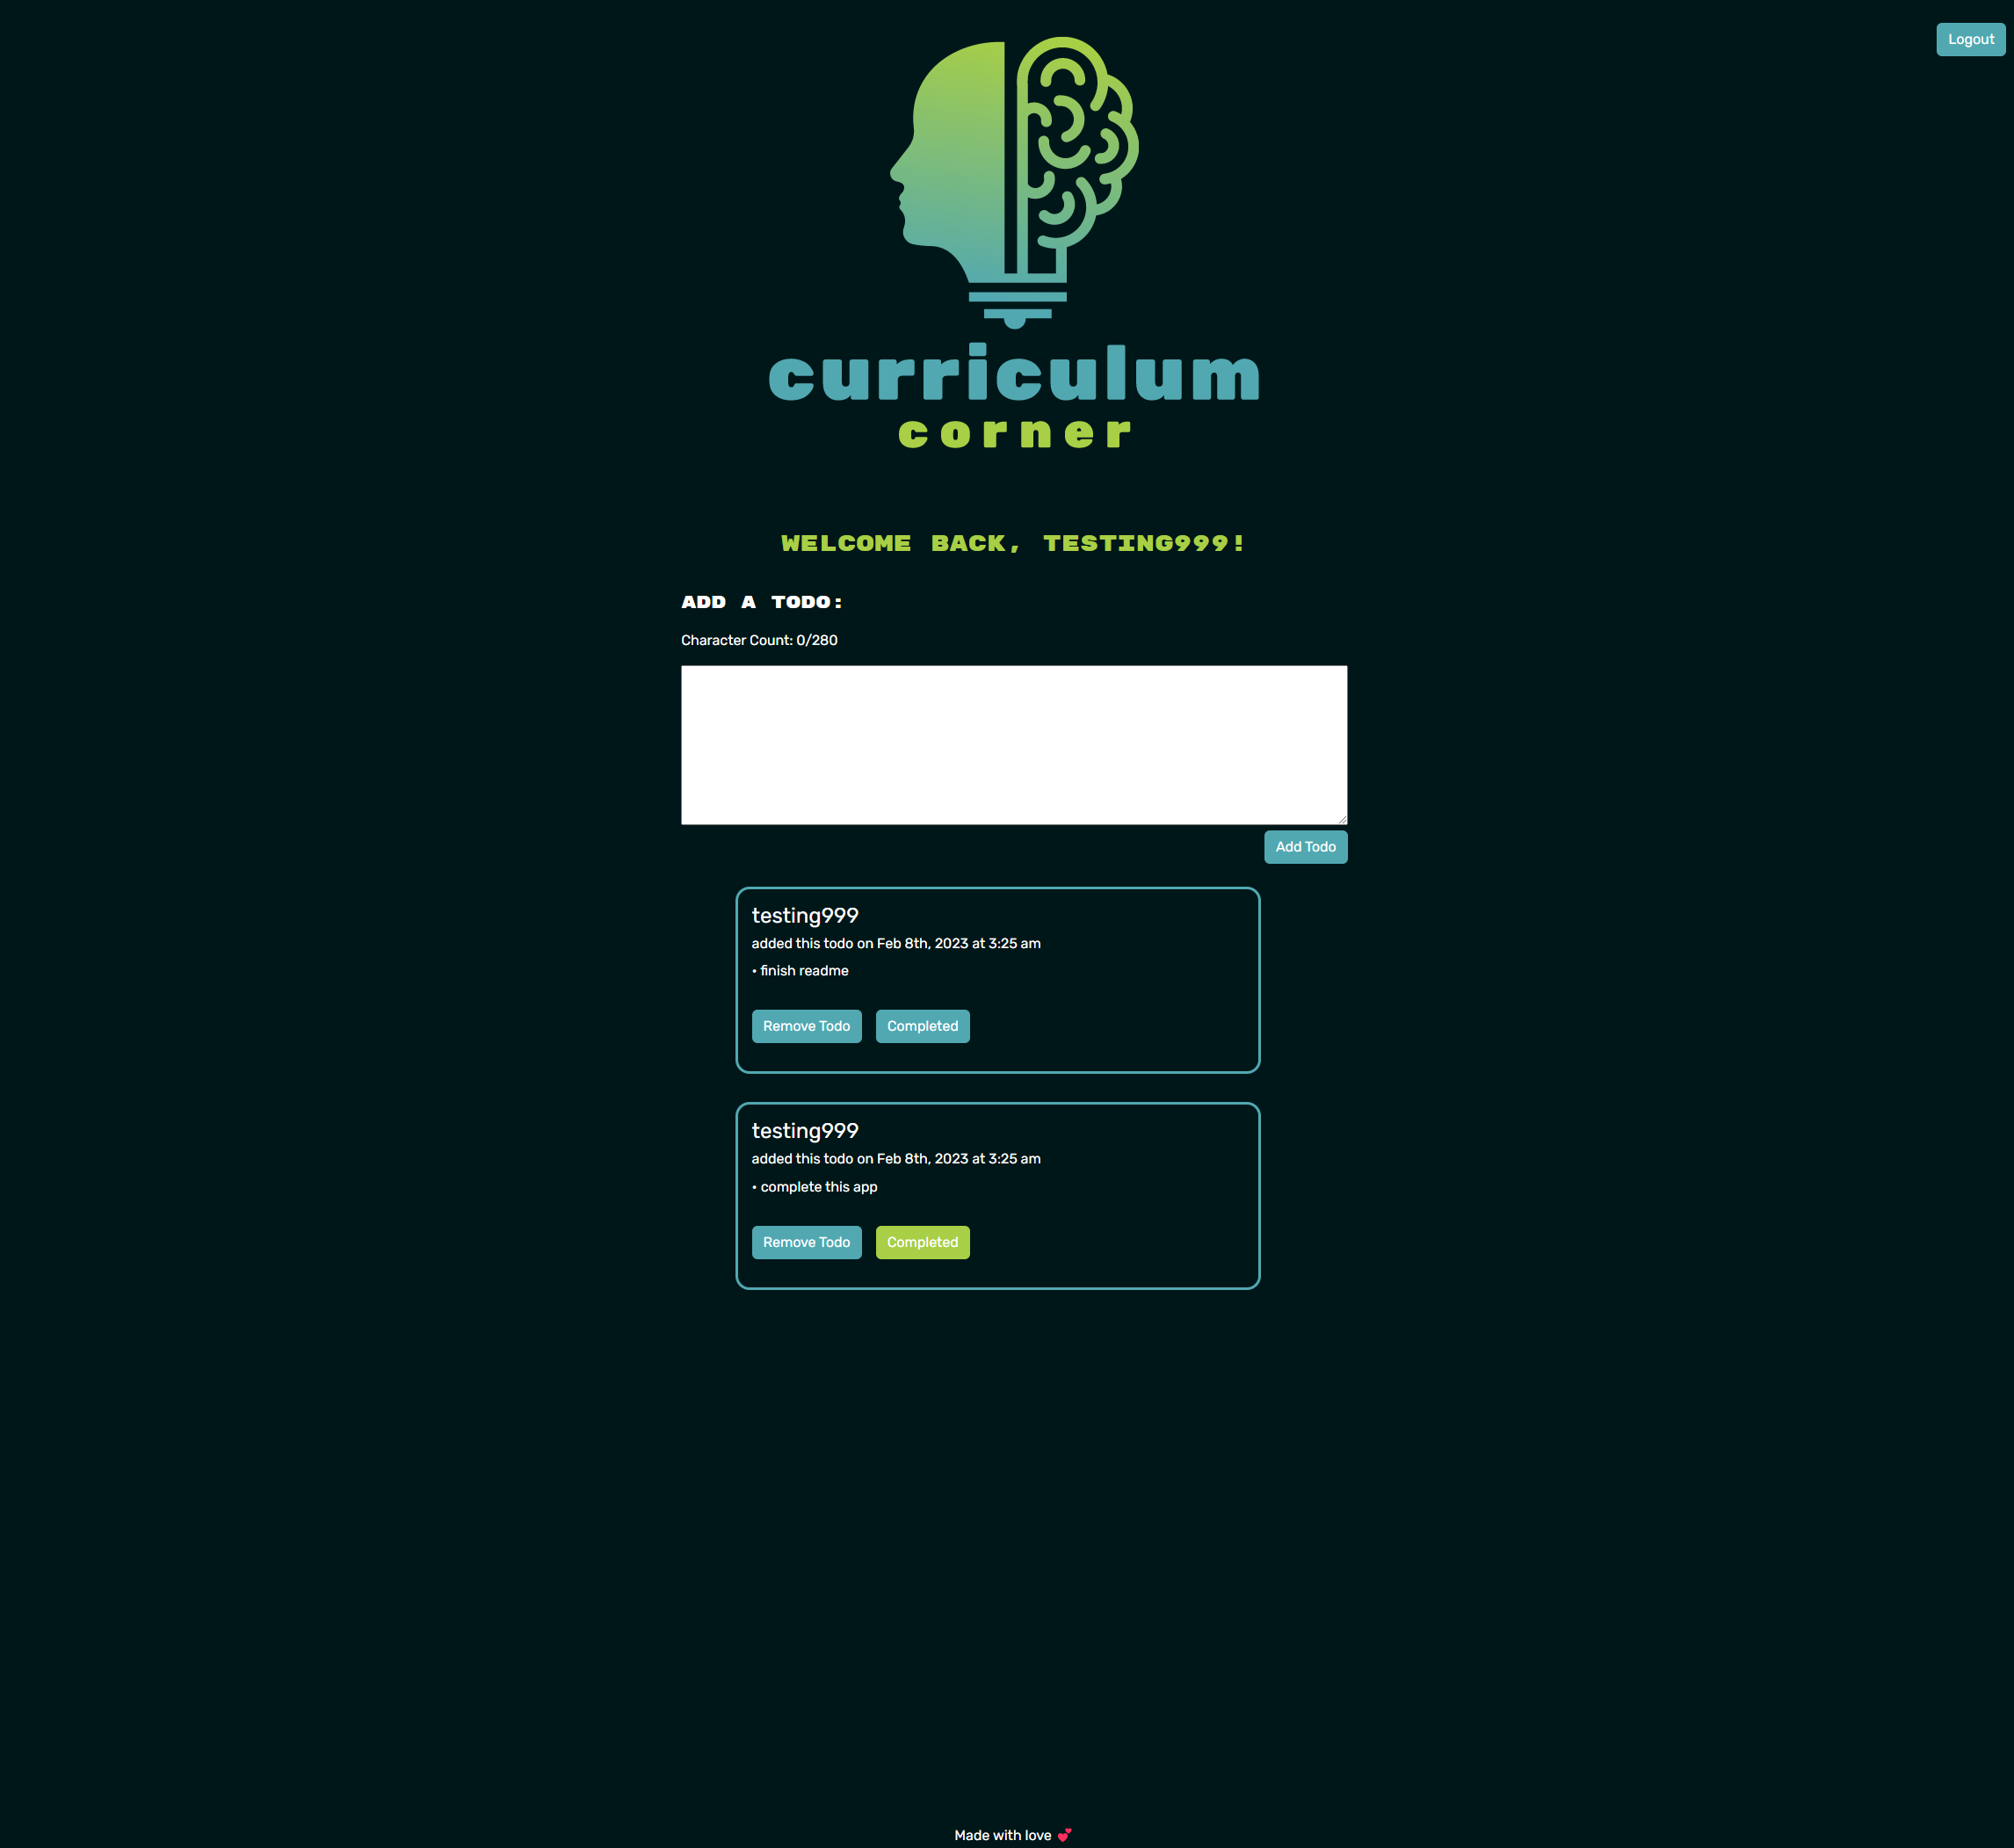 Logout
curriculum
corner
WELCOME BACK, TESTING999!
ADD A TODO:
Character Count: 0/280
Add Todo
testing999
added this todo on Feb 8th, 2023 at 3:25 am
• finish readme
Remove Todo Completed
testing999
added this todo on Feb 8th, 2023 at 3:25 am
• complete this app
Remove Todo Completed
Made with love 💕